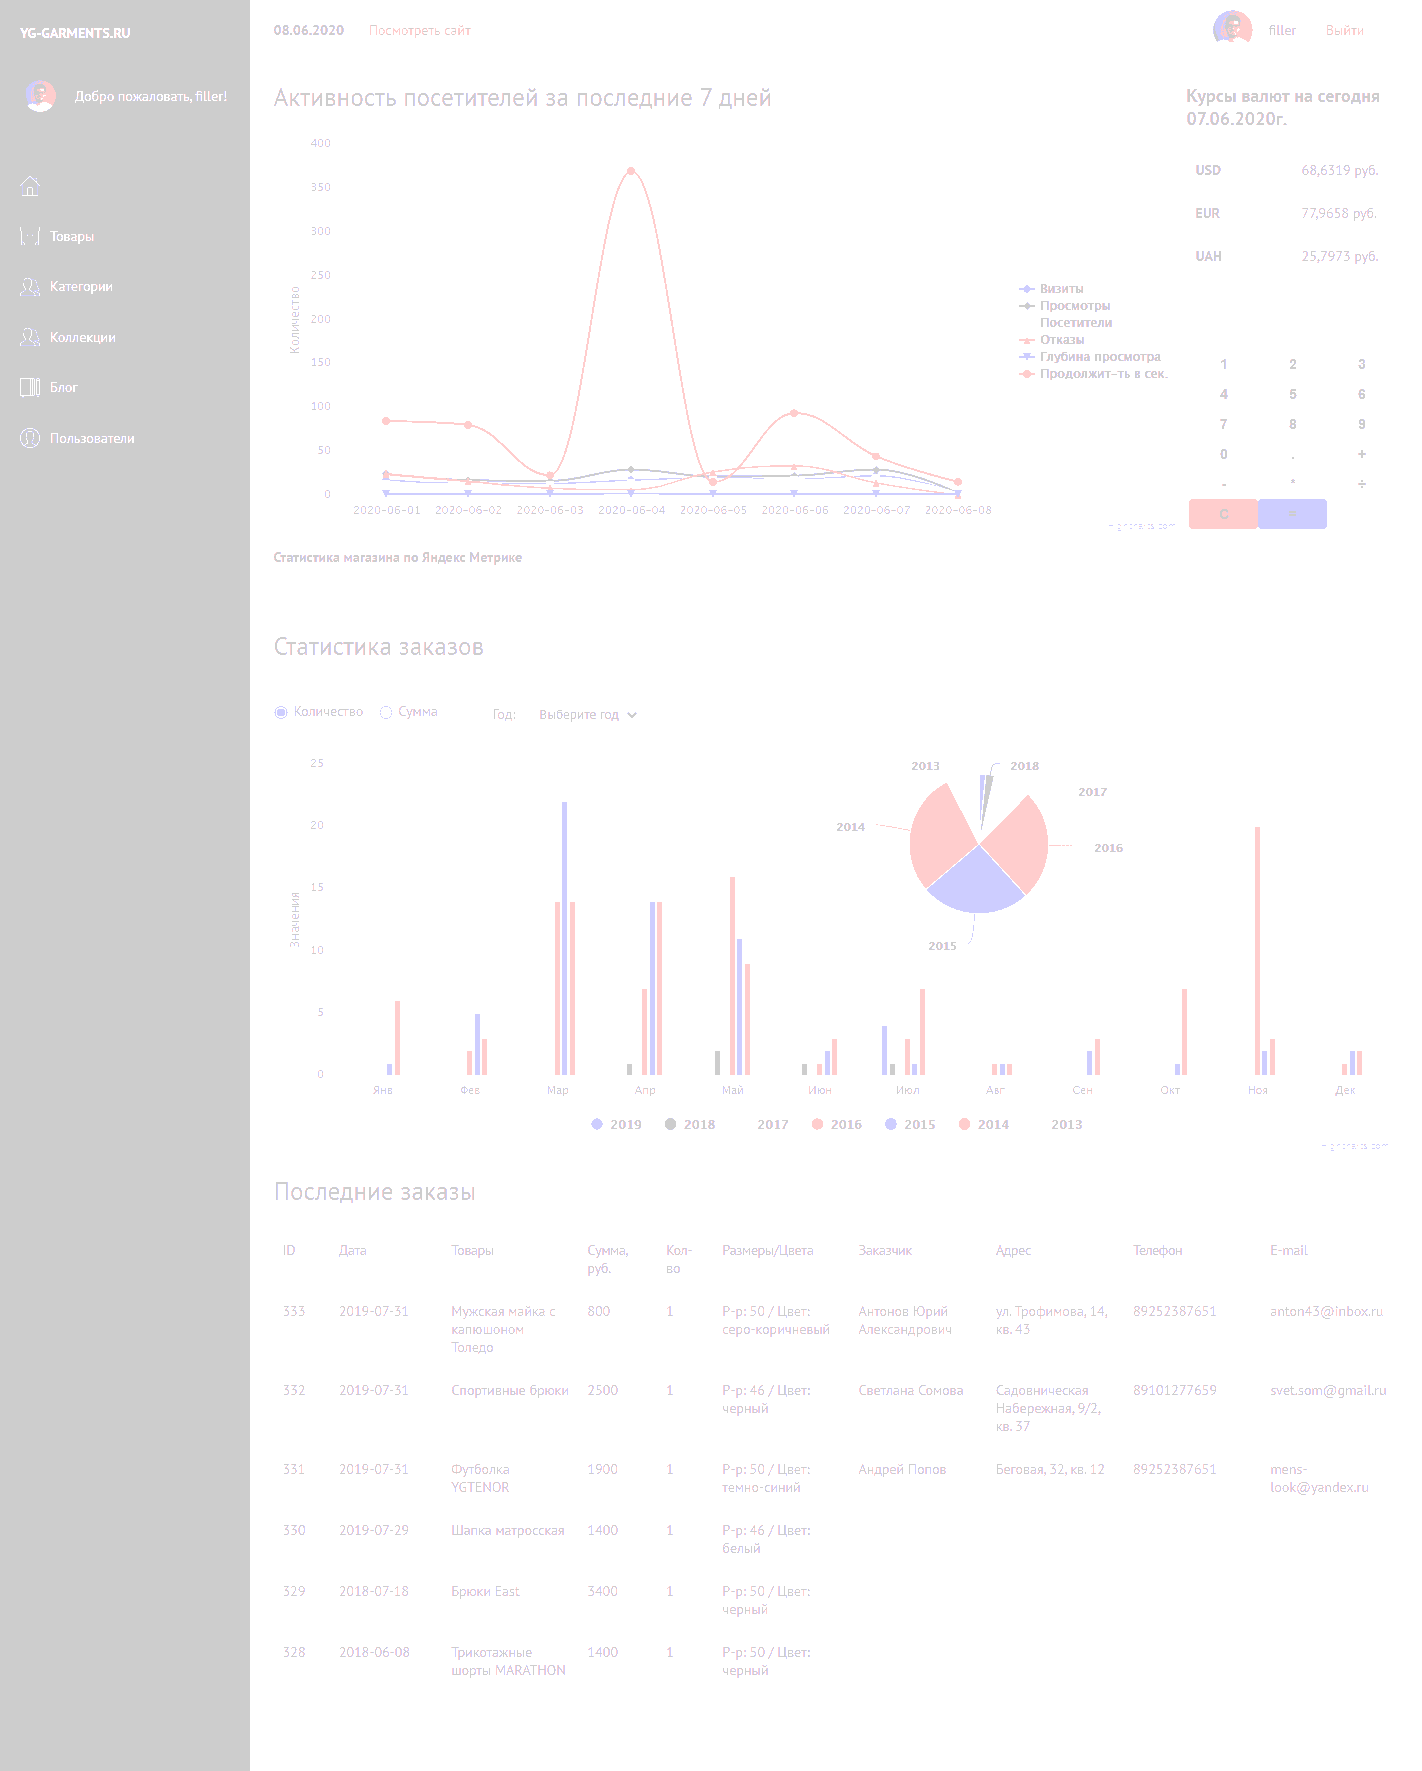 YG-GARMENTS.RU
Добро пожаловать, filler!
Товары
Категории
Коллекции
Блог
Пользователи
08.06.2020 Посмотреть сайт
filler Выйти
Активность посетителей за последние 7 дней
400
350
300
250
200
150
100
50
0
Количество
2020-06-01 2020-06-02 2020-06-03 2020-06-04 2020-06-05 2020-06-06 2020-06-07 2020-06-08
Визиты
Просмотры
Посетители
Отказы
Глубина просмотра
Продолжит-ть в сек.
Highcharts.com
Статистика магазина по Яндекс Метрике
Курсы валют на сегодня
07.06.2020г.
USD 68,6319 руб.
EUR 77,9658 руб.
UAH 25,7973 руб.
1 2 3
4 5 6
7 8 9
0 . +
- * ÷
C =
Статистика заказов
Количество Сумма Год: Выберите год
25
20
15
10
5
0
Значения
2013 2018
2017
2014
2016
2015
Янв Фев Мар Апр Май Июн Июл Авг Сен Окт Ноя Дек
2019 2018 2017 2016 2015 2014 2013
Highcharts.com
Последние заказы
ID Дата Товары Сумма, Кол- Размеры/Цвета Заказчик Адрес Телефон E-mail
руб. во
333 2019-07-31 Мужская майка с 800 1 Р-р: 50 / Цвет: Антонов Юрий ул. Трофимова, 14, 89252387651 anton43@inbox.ru
капюшоном серо-коричневый Александрович кв. 43
Толедо
332 2019-07-31 Спортивные брюки 2500 1 Р-р: 46 / Цвет: Светлана Сомова Садовническая 89101277659 svet.som@gmail.ru
черный Набережная, 9/2,
кв. 37
331 2019-07-31 Футболка 1900 1 Р-р: 50 / Цвет: Андрей Попов Беговая, 32, кв. 12 89252387651 mens-
YGTENOR темно-синий look@yandex.ru
330 2019-07-29 Шапка матросская 1400 1 Р-р: 46 / Цвет:
белый
329 2018-07-18 Брюки East 3400 1 Р-р: 50 / Цвет:
черный
328 2018-06-08 Трикотажные 1400 1 Р-р: 50 / Цвет:
шорты MARATHON черный